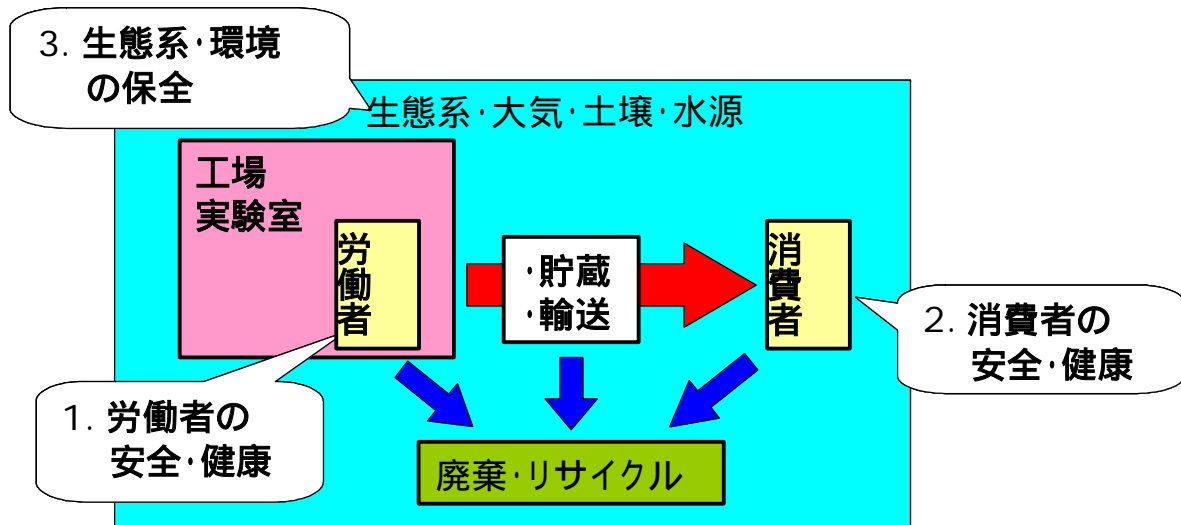 3. 生態系·環境
の保全
生態系·大気·土壌·水源
工場
実験室
労働者
·貯蔵
·輸送
消費者
2. 消費者の
安全·健康
1. 労働者の
安全·健康
廃棄·リサイクル